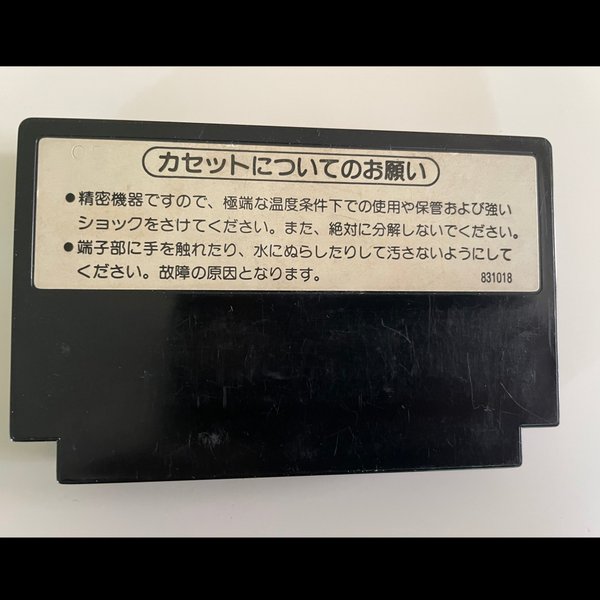 カセットについてのお願い
●精密機器ですので、極端な温度条件下での使用や保管および強い
ショックをさけてください。また、絶対に分解しないでください。
●端子部に手を触れたり、水にぬらしたりして汚さないようにして
ください。故障の原因となります。
831018